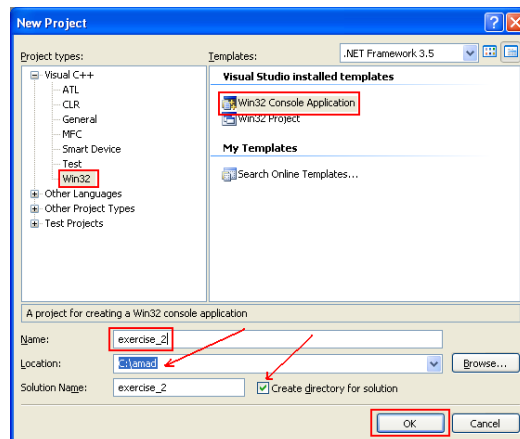 New Project
Project types:
Templates:
.NET Framework 3.5
Visual C++
ATL
CLR
General
MFC
Smart Device
Test
Win32
Other Languages
Other Project Types
Test Projects
Visual Studio installed templates
Win32 Console Application
Win32 Project
My Templates
Search Online Templates...
A project for creating a Win32 console application
Name:
exercise_2
Location:
C:\amad
Browse...
Solution Name:
exercise_2
Create directory for solution
OK
Cancel